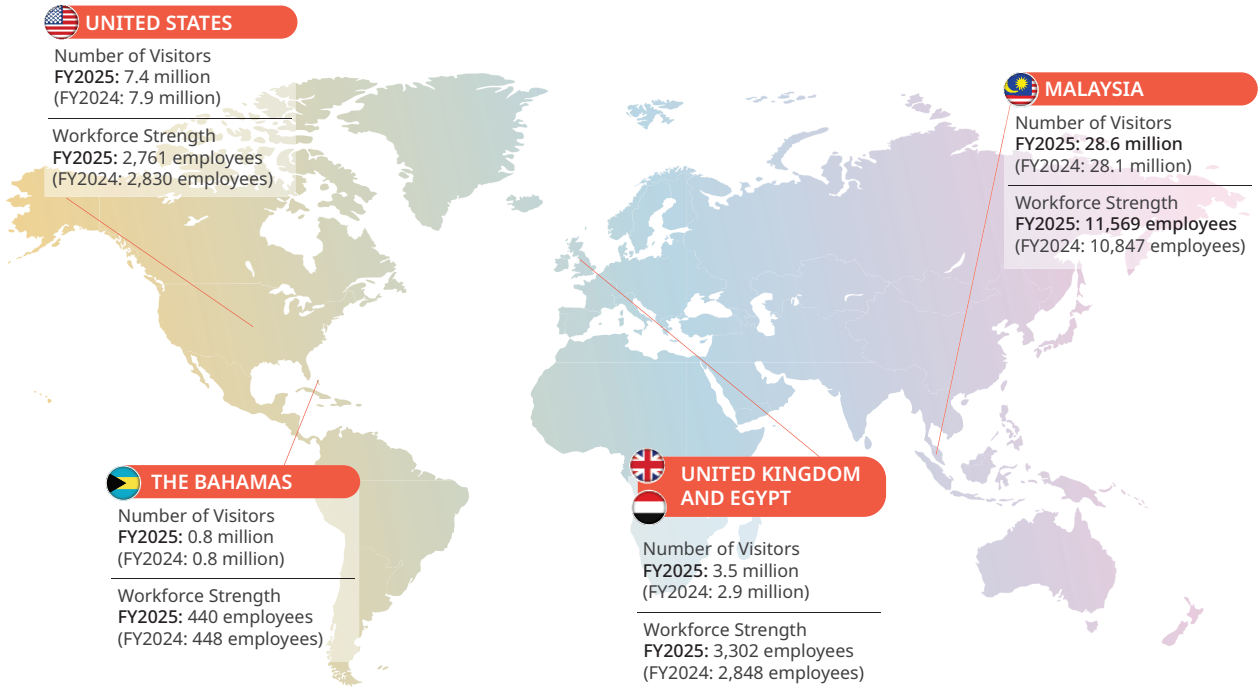 UNITED STATES
Number of Visitors
FY2025: 7.4 million
(FY2024: 7.9 million)
Workforce Strength
FY2025: 2,761 employees
(FY2024: 2,830 employees)
MALAYSIA
Number of Visitors
FY2025: 28.6 million
(FY2024: 28.1 million)
Workforce Strength
FY2025: 11,569 employees
(FY2024: 10,847 employees)
THE BAHAMAS
Number of Visitors
FY2025: 0.8 million
(FY2024: 0.8 million)
Workforce Strength
FY2025: 440 employees
(FY2024: 448 employees)
UNITED KINGDOM
AND EGYPT
Number of Visitors
FY2025: 3.5 million
(FY2024: 2.9 million)
Workforce Strength
FY2025: 3,302 employees
(FY2024: 2,848 employees)